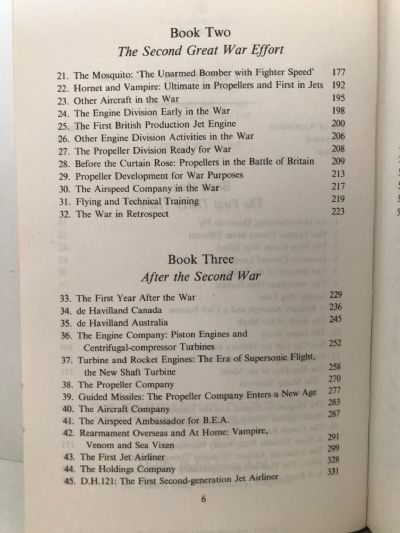 Book Two
The Second Great War Effort
21. The Mosquito: 'The Unarmed Bomber with Fighter Speed' 177
22. Hornet and Vampire: Ultimate in Propellers and First in Jets 192
23. Other Aircraft in the War 195
24. The Engine Division Early in the War 198
25. The First British Production Jet Engine 200
26. Other Engine Division Activities in the War 206
27. The Propeller Division Ready for War 208
28. Before the Curtain Rose: Propellers in the Battle of Britain 209
29. Propeller Development for War Purposes 213
30. The Airspeed Company in the War 217
31. Flying and Technical Training 219
32. The War in Retrospect 223
Book Three
After the Second War
33. The First Year After the War 229
34. de Havilland Canada 236
35. de Havilland Australia 245
36. The Engine Company: Piston Engines and
Centrifugal-compressor Turbines 252
37. Turbine and Rocket Engines: The Era of Supersonic Flight,
the New Shaft Turbine 258
38. The Propeller Company 270
39. Guided Missiles: The Propeller Company Enters a New Age 277
40. The Aircraft Company 283
41. The Airspeed Ambassador for B.E.A. 287
42. Rearmament Overseas and At Home: Vampire,
Venom and Sea Vixen 291
43. The First Jet Airliner 299
44. The Holdings Company 328
45. D.H.121: The First Second-generation Jet Airliner 331
6